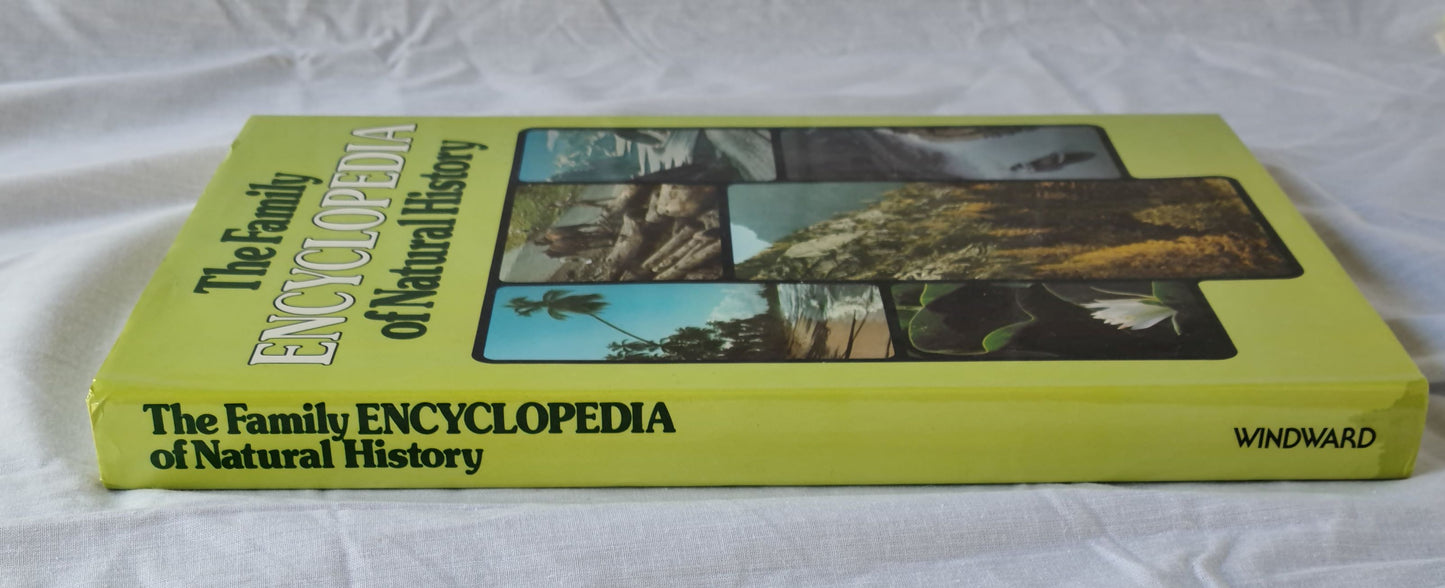 The Family
ENCYCLOPEDIA
of Natural History
The Family ENCYCLOPEDIA
of Natural History
WINDWARD